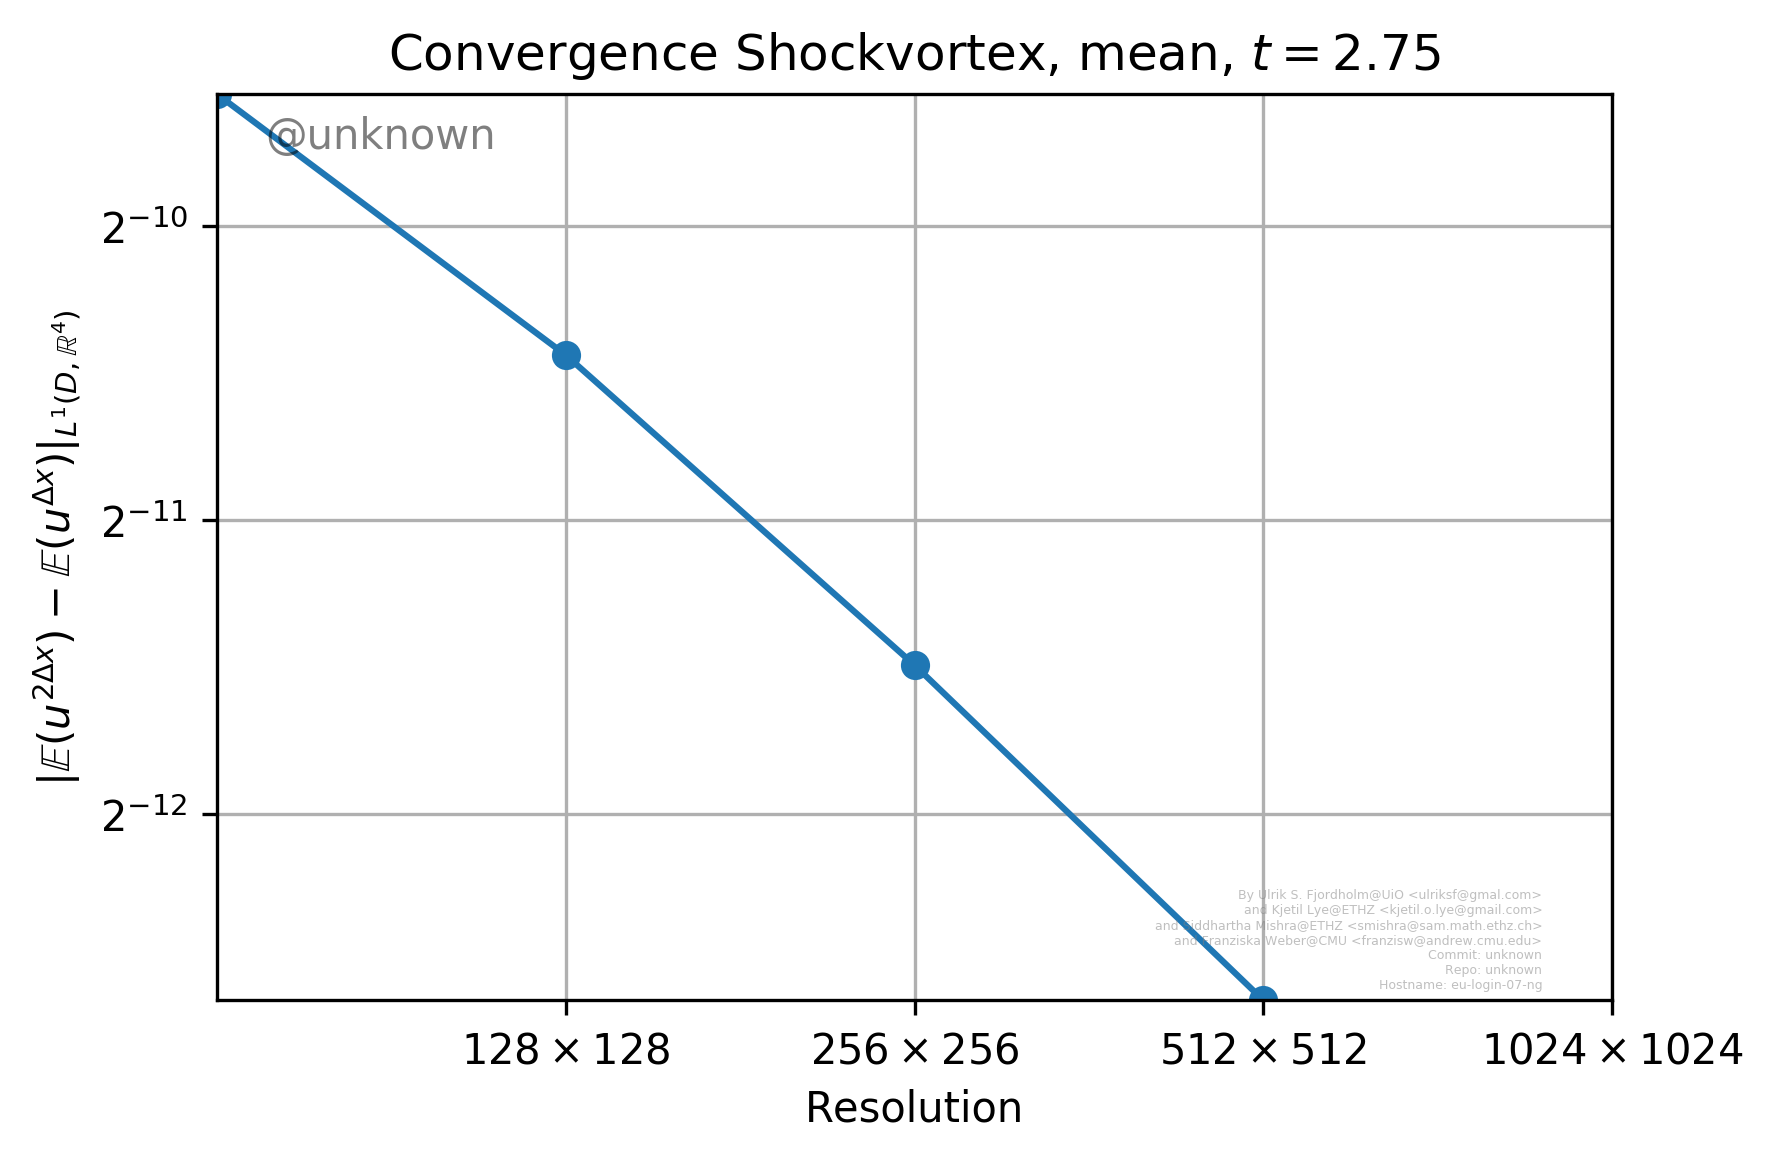 Convergence Shockvortex, mean, t = 2.75
@unknown
2⁻¹⁰
2⁻¹¹
2⁻¹²
|𝔼(u^{2Δx}) − 𝔼(u^{Δx})|_{L¹(D, ℝ⁴)}
By Ulrik S. Fjordholm@UiO <ulriksf@gmal.com>
and Kjetil Lye@ETHZ <kjetil.o.lye@gmail.com>
and Siddhartha Mishra@ETHZ <smishra@sam.math.ethz.ch>
and Franziska Weber@CMU <franzisw@andrew.cmu.edu>
Commit: unknown
Repo: unknown
Hostname: eu-login-07-ng
128 × 128 256 × 256 512 × 512 1024 × 1024
Resolution